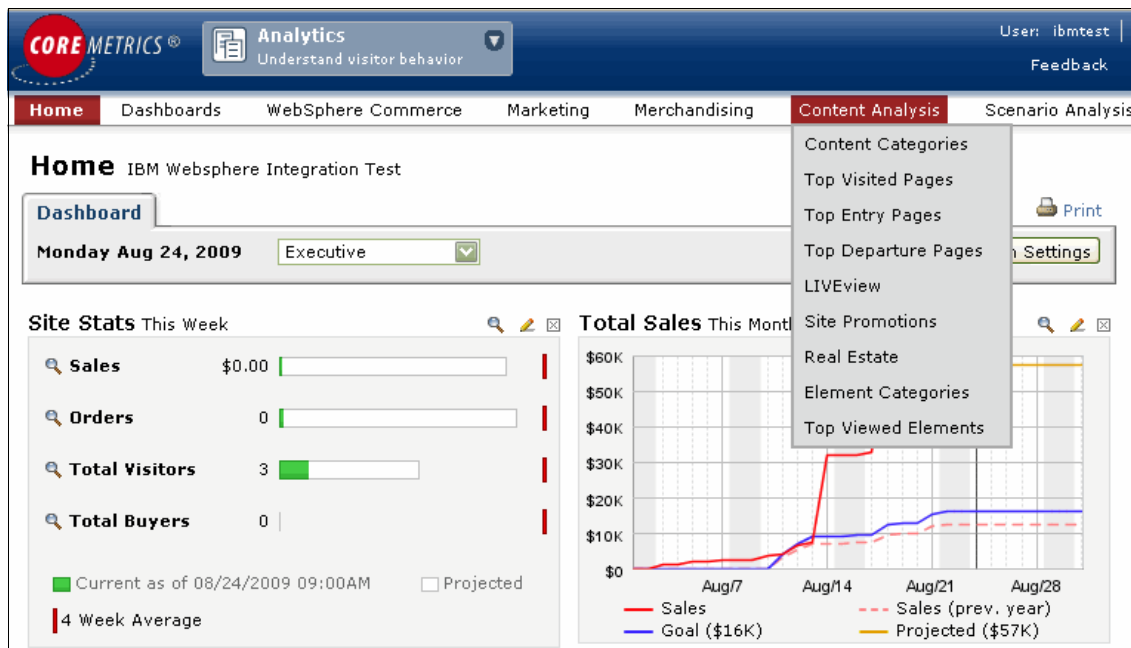 COREMETRICS ®
Analytics
Understand visitor behavior
User: ibmtest
Feedback
Home Dashboards WebSphere Commerce Marketing Merchandising Content Analysis Scenario Analysis
Content Categories
Top Visited Pages
Top Entry Pages
Top Departure Pages
LIVEview
Site Promotions
Real Estate
Element Categories
Top Viewed Elements
Home IBM Websphere Integration Test
Dashboard
Print
Monday Aug 24, 2009 Executive
Settings
Site Stats This Week
Sales $0.00
Orders 0
Total Visitors 3
Total Buyers 0
Current as of 08/24/2009 09:00AM Projected
4 Week Average
Total Sales This Mont
$60K
$50K
$40K
$30K
$20K
$10K
$0
Aug/7 Aug/14 Aug/21 Aug/28
Sales Sales (prev. year)
Goal ($16K) Projected ($57K)